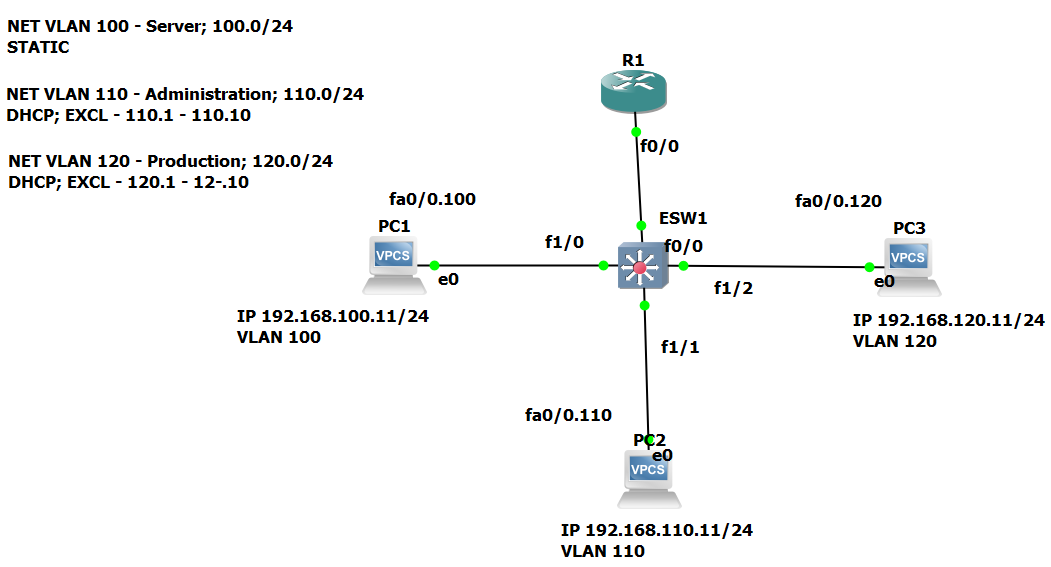 NET VLAN 100 - Server; 100.0/24
STATIC
NET VLAN 110 - Administration; 110.0/24
DHCP; EXCL - 110.1 - 110.10
NET VLAN 120 - Production; 120.0/24
DHCP; EXCL - 120.1 - 12-.10
R1
f0/0
fa0/0.100
PC1
VPCS
e0
IP 192.168.100.11/24
VLAN 100
f1/0
ESW1
f0/0
f1/2
fa0/0.120
PC3
VPCS
e0
IP 192.168.120.11/24
VLAN 120
f1/1
fa0/0.110
PC2
e0
VPCS
IP 192.168.110.11/24
VLAN 110